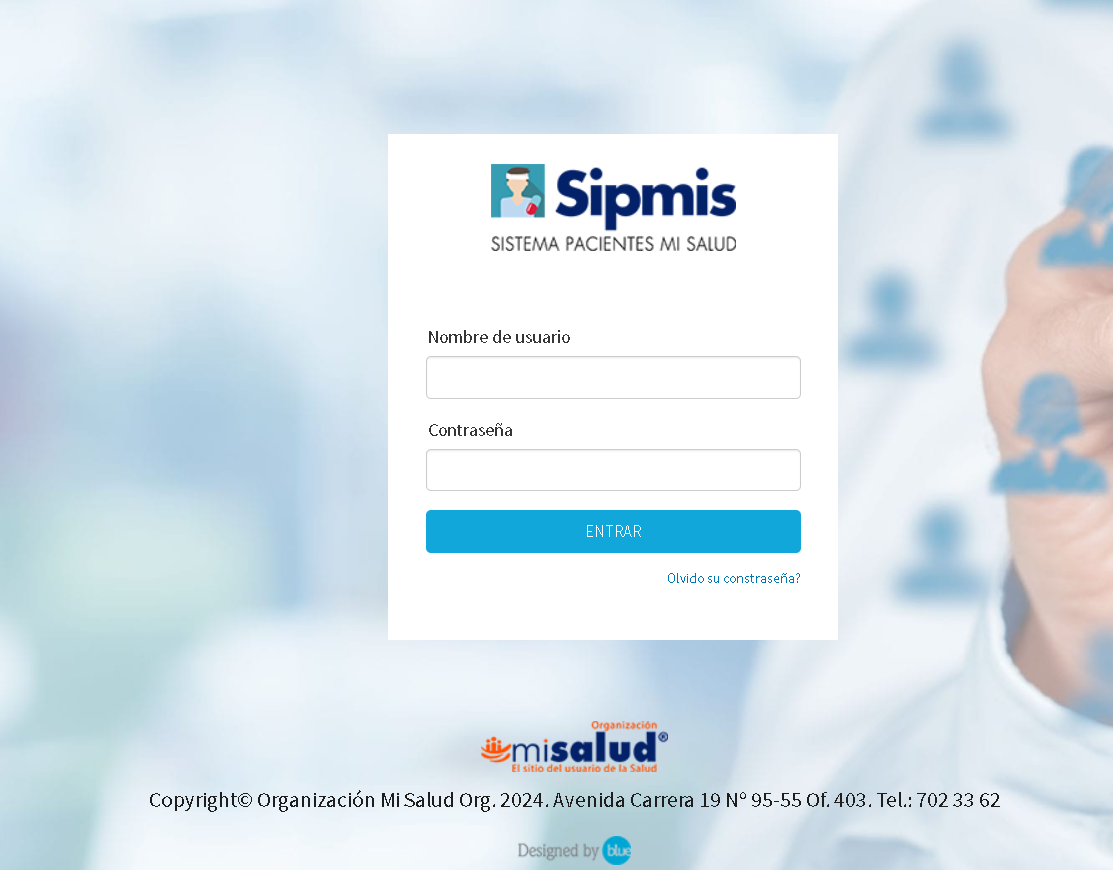 Sipmis
SISTEMA PACIENTES MI SALUD
Nombre de usuario
Contraseña
ENTRAR
Olvido su constraseña?
Organización
misalud®
El sitio del usuario de la Salud
Copyright© Organización Mi Salud Org. 2024. Avenida Carrera 19 Nº 95-55 Of. 403. Tel.: 702 33 62
Designed by blue